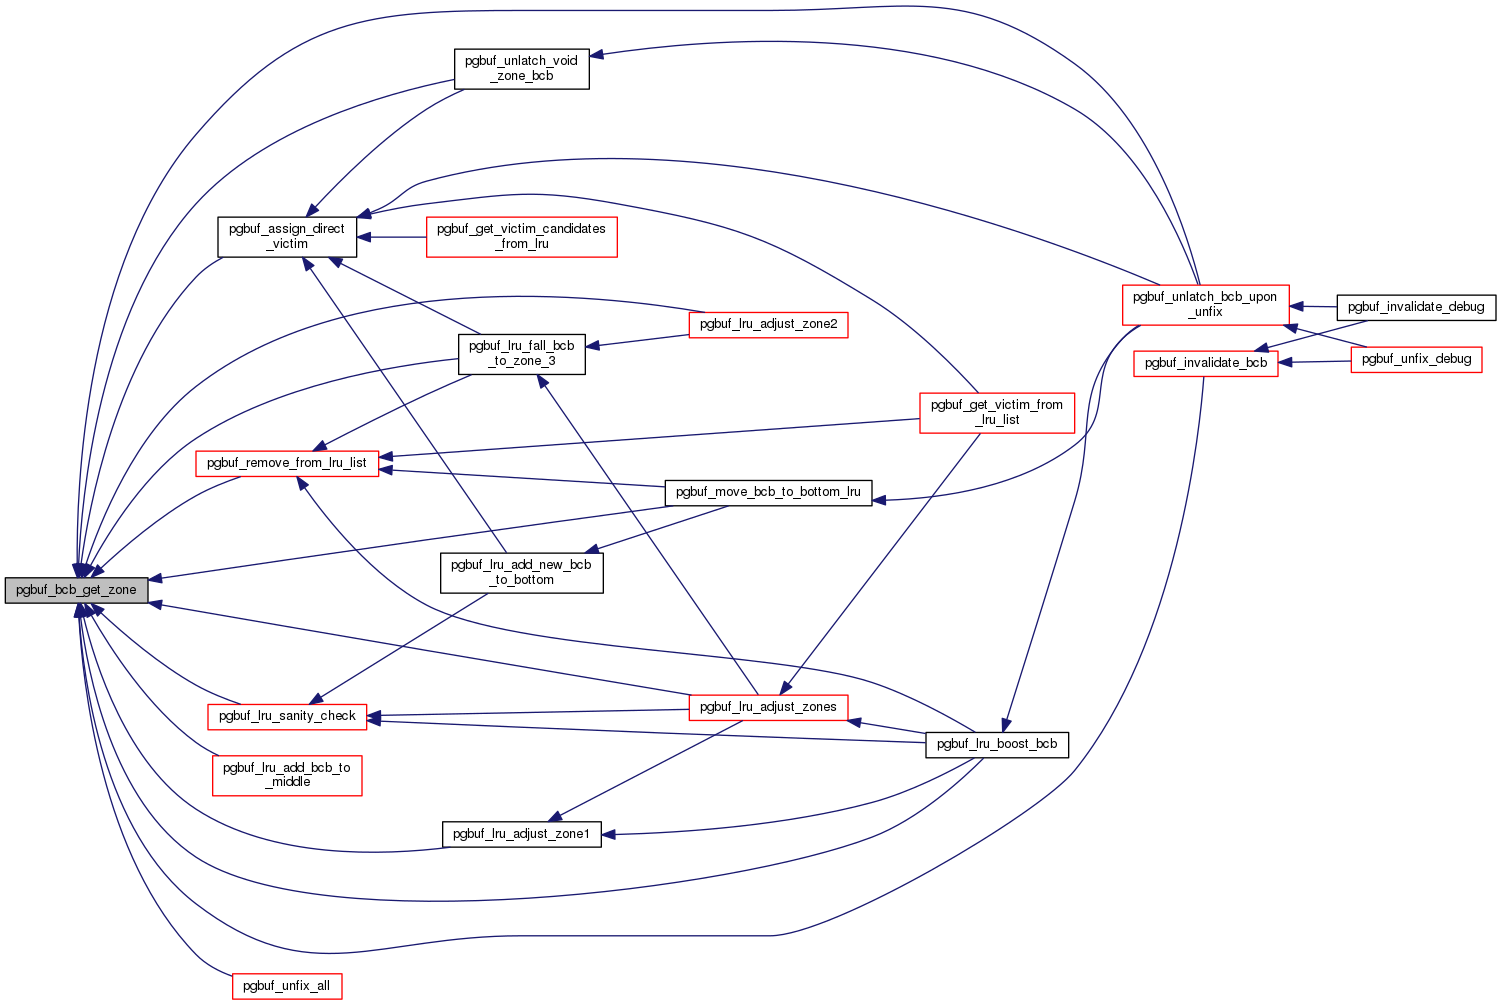 pgbuf_unlatch_void
_zone_bcb
pgbuf_assign_direct
_victim
pgbuf_get_victim_candidates
_from_lru
pgbuf_unlatch_bcb_upon
_unfix
pgbuf_invalidate_debug
pgbuf_lru_adjust_zone2
pgbuf_lru_fall_bcb
_to_zone_3
pgbuf_invalidate_bcb
pgbuf_unfix_debug
pgbuf_get_victim_from
_lru_list
pgbuf_remove_from_lru_list
pgbuf_move_bcb_to_bottom_lru
pgbuf_lru_add_new_bcb
_to_bottom
pgbuf_bcb_get_zone
pgbuf_lru_adjust_zones
pgbuf_lru_sanity_check
pgbuf_lru_boost_bcb
pgbuf_lru_add_bcb_to
_middle
pgbuf_lru_adjust_zone1
pgbuf_unfix_all